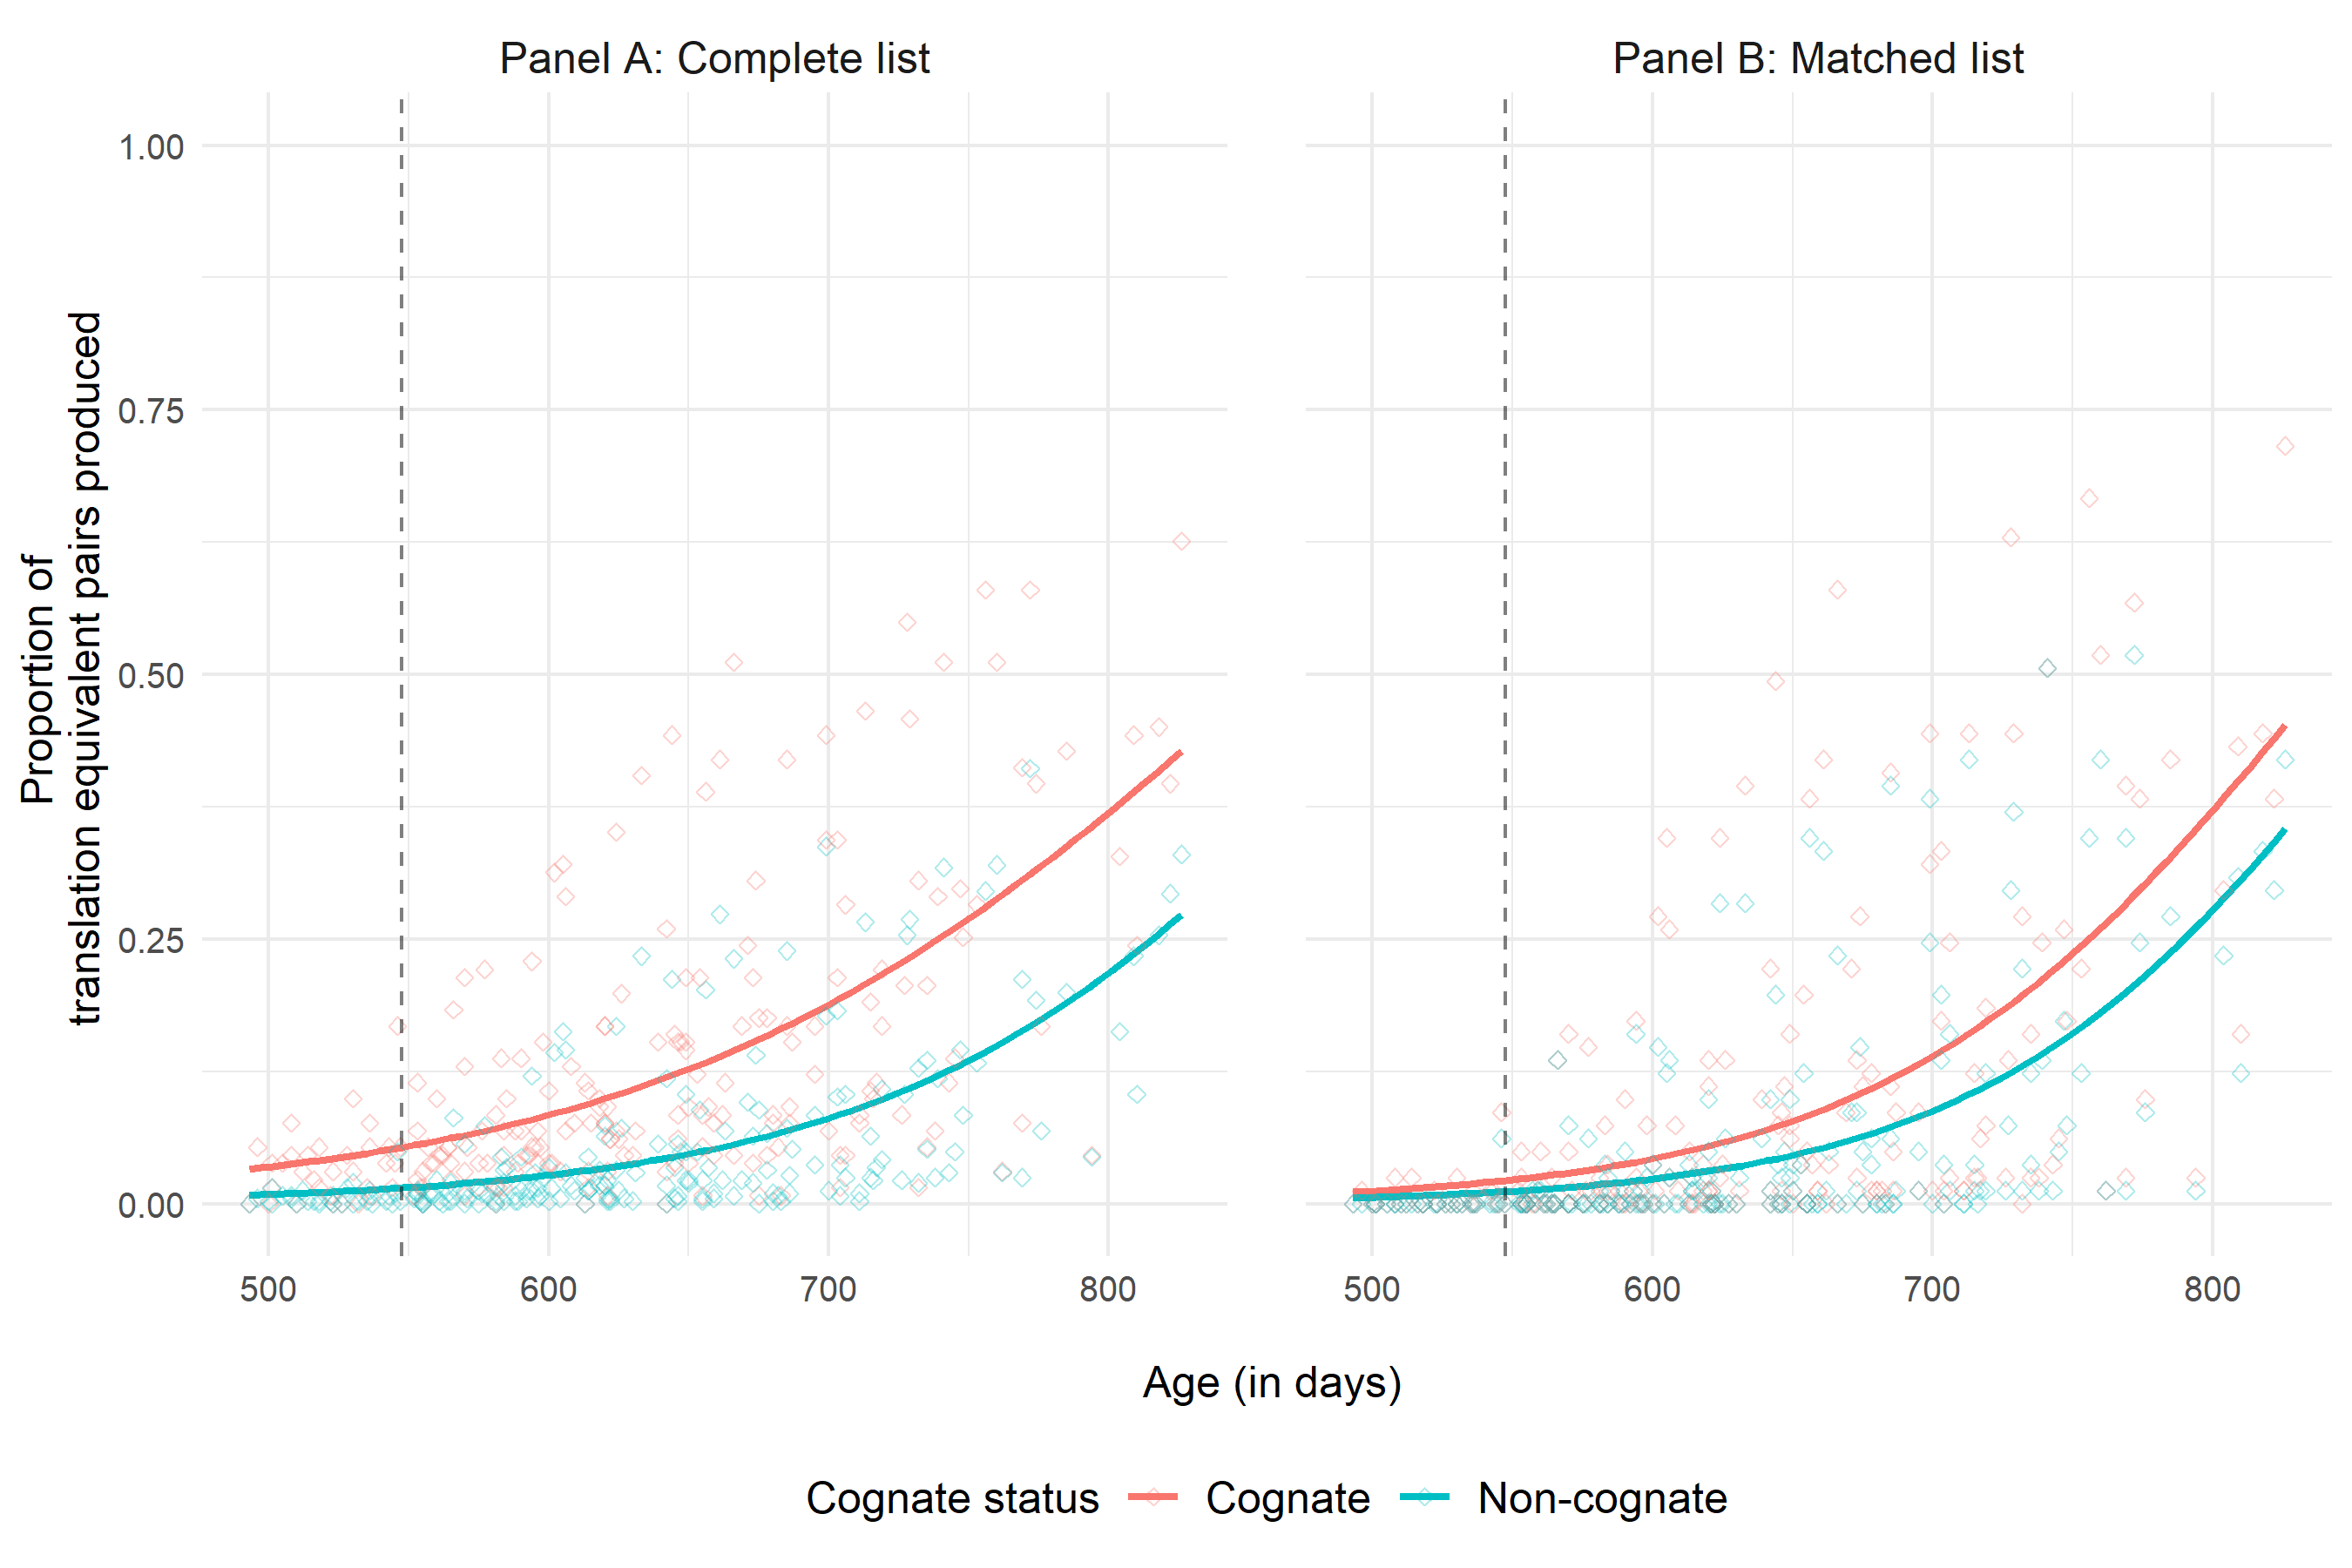 Panel A: Complete list
Panel B: Matched list
Proportion of
translation equivalent pairs produced
1.00
0.75
0.50
0.25
0.00
500 600 700 800
500 600 700 800
Age (in days)
Cognate status Cognate Non-cognate